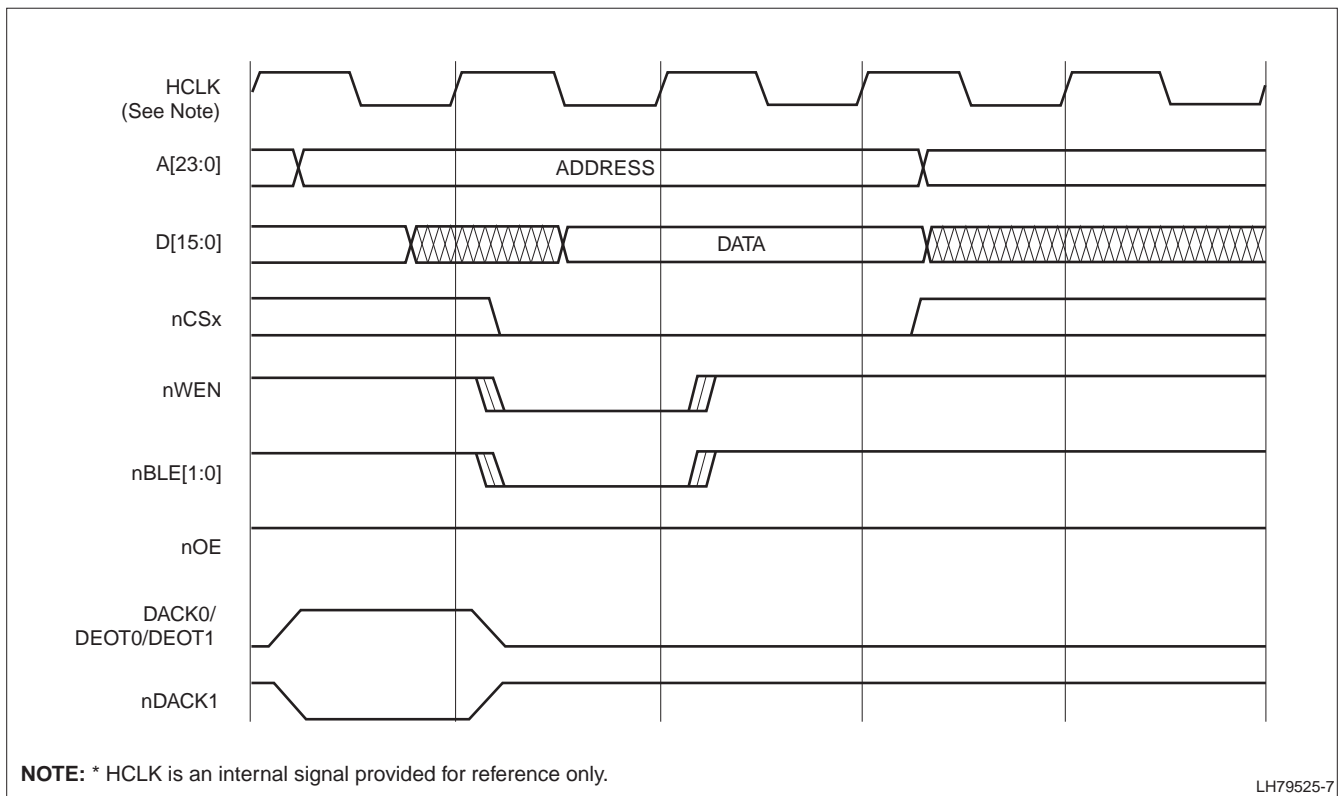 HCLK
(See Note)
A[23:0]
ADDRESS
D[15:0]
DATA
nCSx
nWEN
nBLE[1:0]
nOE
DACK0/
DEOT0/DEOT1
nDACK1
NOTE: * HCLK is an internal signal provided for reference only.
LH79525-7